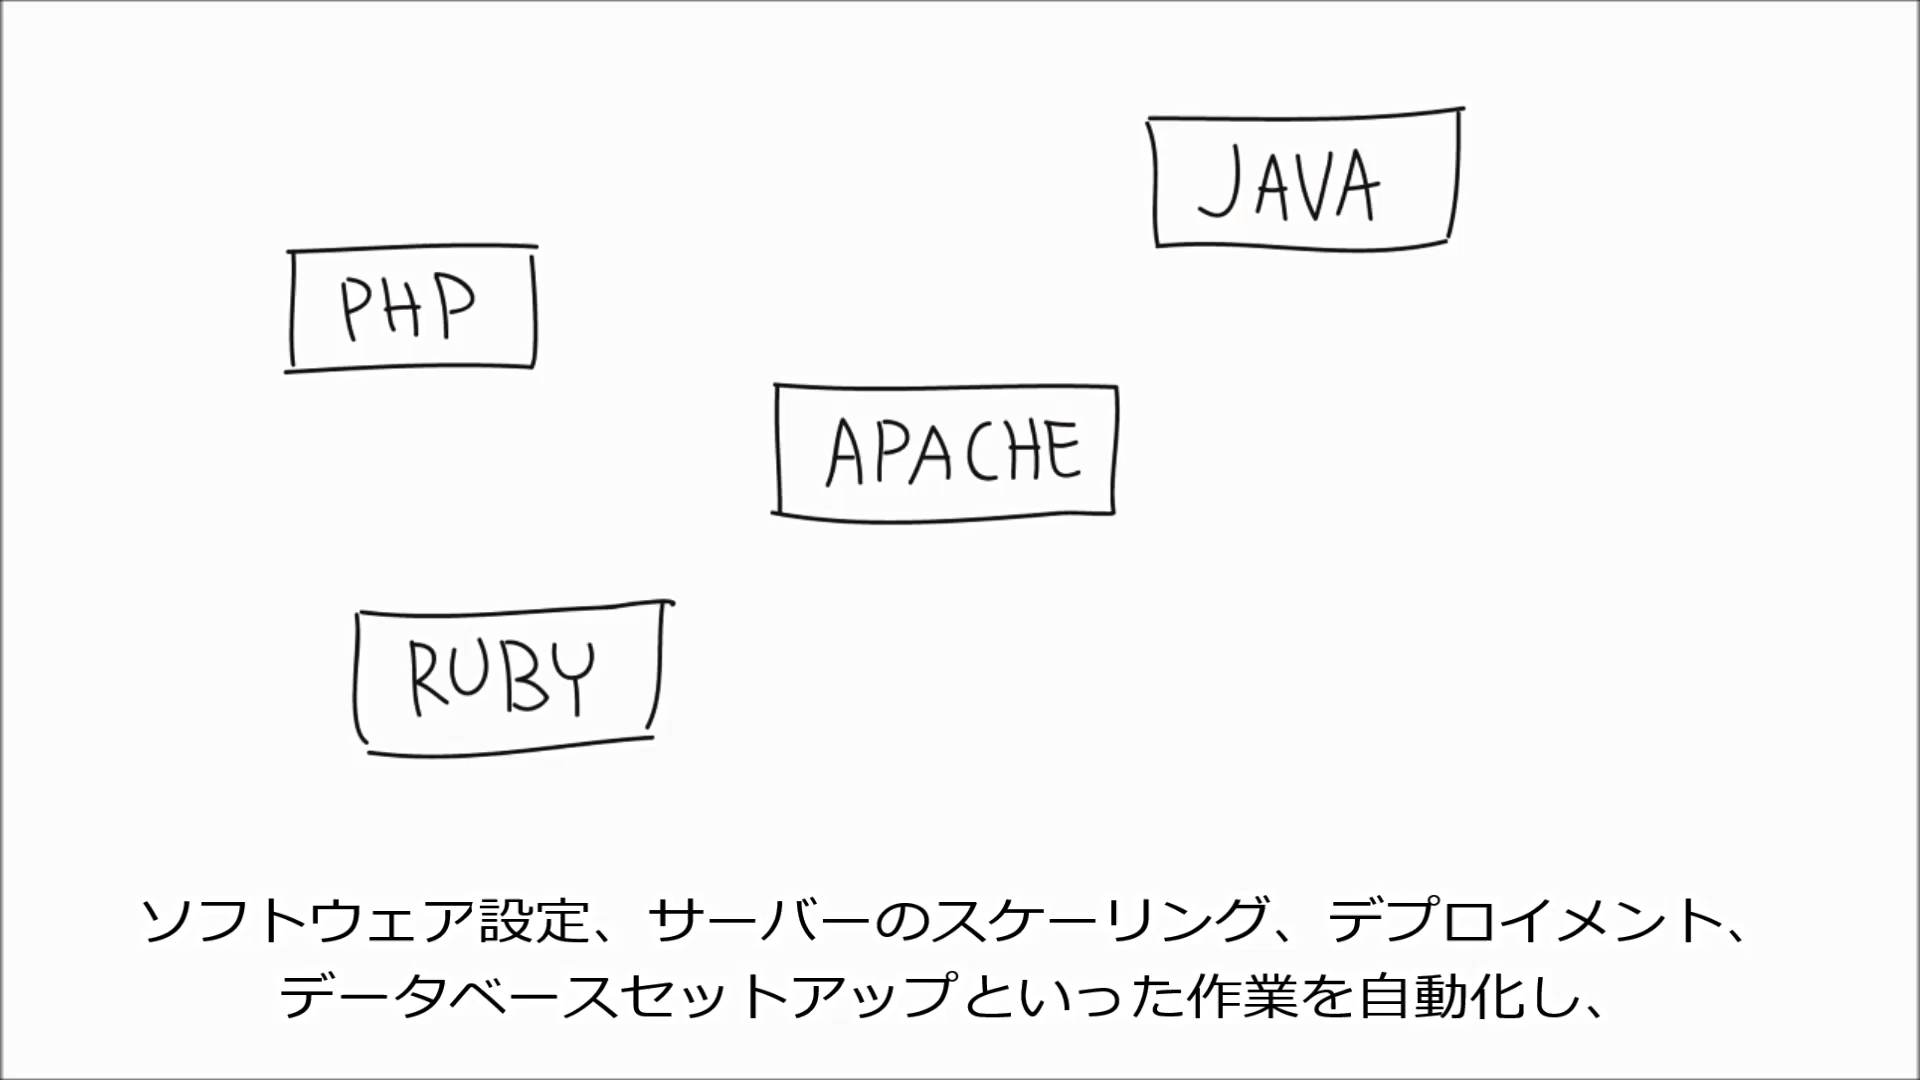 JAVA
PHP
APACHE
RUBY
ソフトウェア設定、サーバーのスケーリング、デプロイメント、
データベースセットアップといった作業を自動化し、